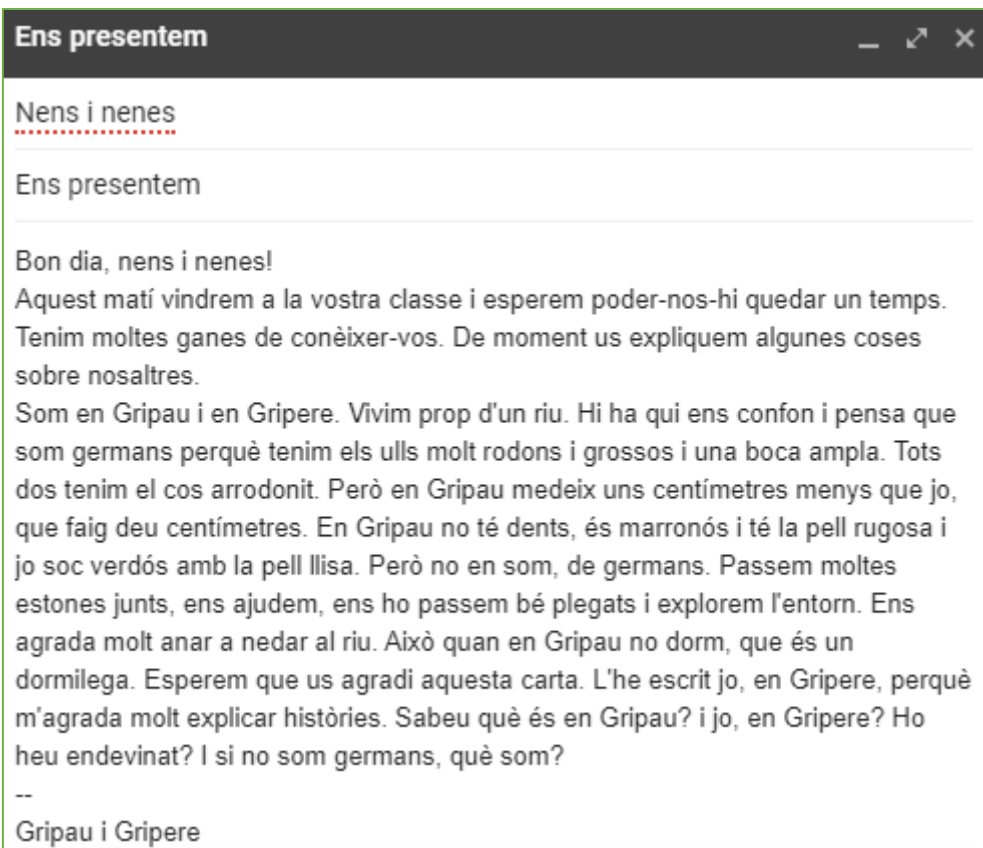 Ens presentem
Nens i nenes
Ens presentem
Bon dia, nens i nenes!
Aquest matí vindrem a la vostra classe i esperem poder-nos-hi quedar un temps.
Tenim moltes ganes de conèixer-vos. De moment us expliquem algunes coses
sobre nosaltres.
Som en Gripau i en Gripere. Vivim prop d'un riu. Hi ha qui ens confon i pensa que
som germans perquè tenim els ulls molt rodons i grossos i una boca ampla. Tots
dos tenim el cos arrodonit. Però en Gripau medeix uns centímetres menys que jo,
que faig deu centímetres. En Gripau no té dents, és marronós i té la pell rugosa i
jo soc verdós amb la pell llisa. Però no en som, de germans. Passem moltes
estones junts, ens ajudem, ens ho passem bé plegats i explorem l'entorn. Ens
agrada molt anar a nedar al riu. Això quan en Gripau no dorm, que és un
dormilega. Esperem que us agradi aquesta carta. L'he escrit jo, en Gripere, perquè
m'agrada molt explicar històries. Sabeu què és en Gripau? i jo, en Gripere? Ho
heu endevinat? I si no som germans, què som?
--
Gripau i Gripere